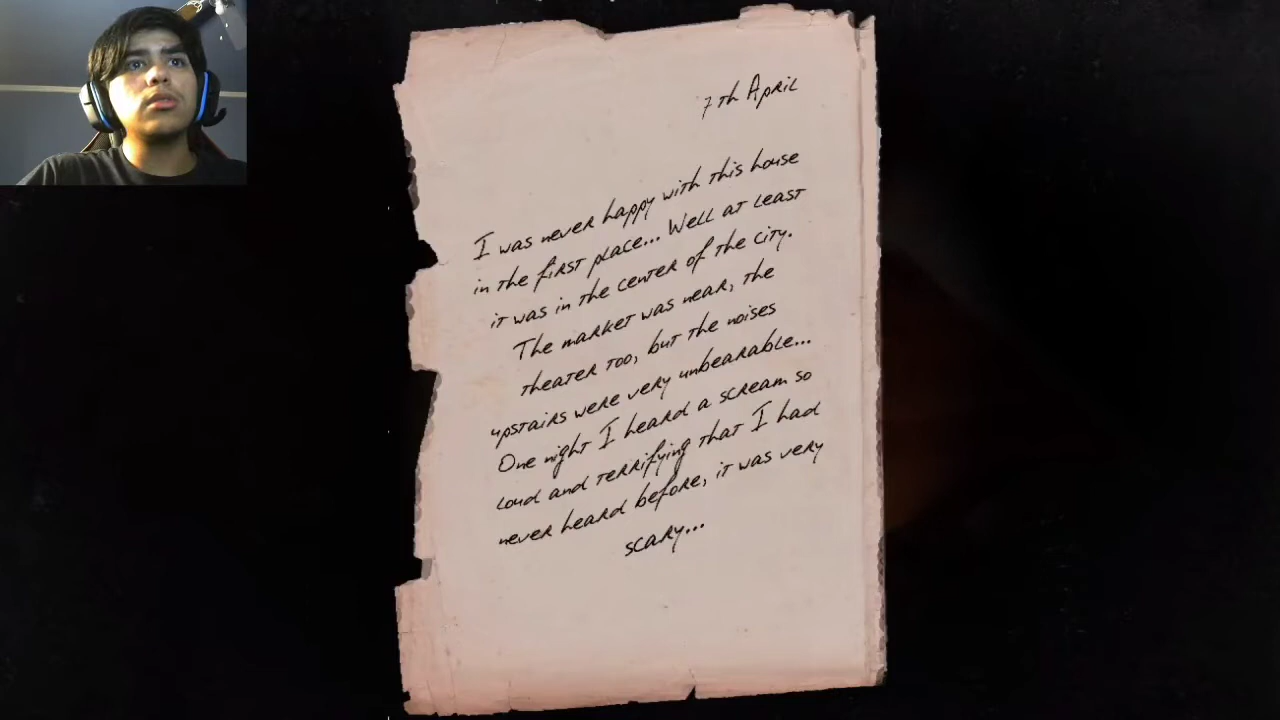 7th April
I was never happy with this house
in the first place... Well at least
it was in the center of the city.
The market was near, the
theater too, but the noises
upstairs were very unbearable...
One night I heard a scream so
loud and terrifying that I had
never heard before, it was very
scary...